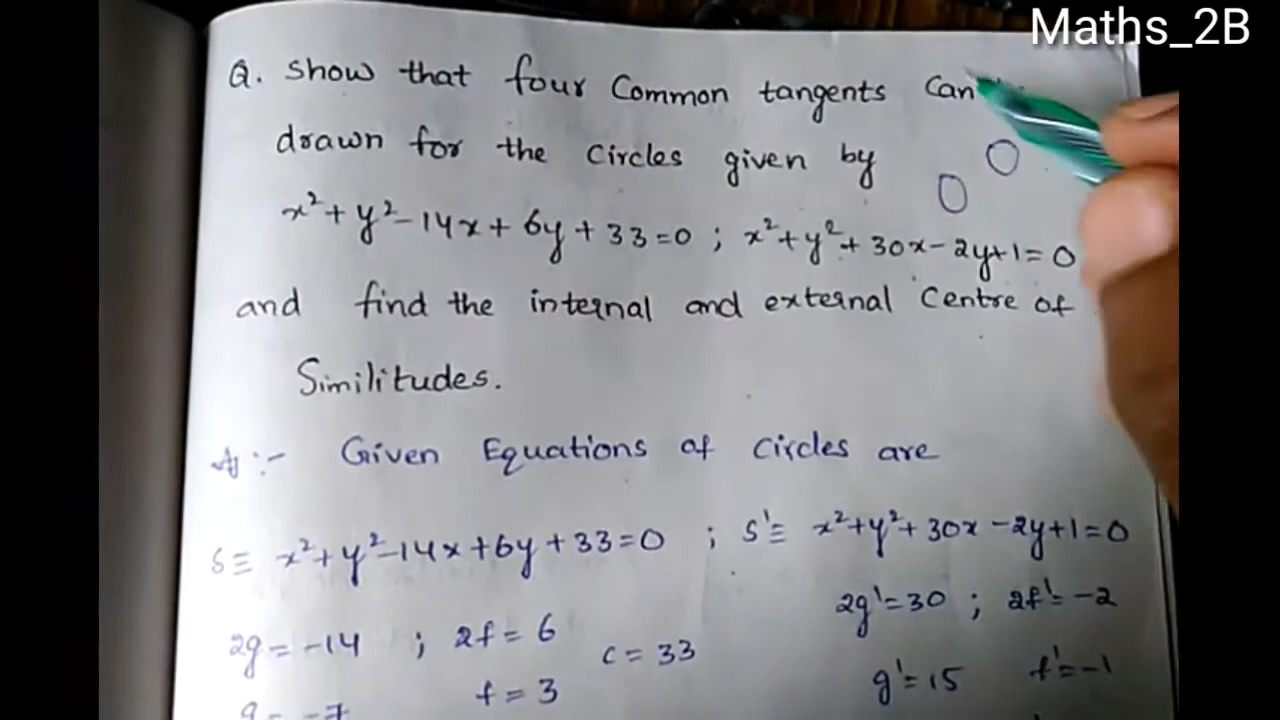 Maths_2B
Q. Show that four Common tangents Can
drawn for the circles given by
x²+y²-14x+6y+33=0 ; x²+y²+30x-2y+1=0
and find the internal and external Centre of
Similitudes.
A :- Given Equations of circles are
S≡ x²+y²-14x+6y+33=0 ; S'≡ x²+y²+30x-2y+1=0
2g=-14 ; 2f=6 c=33 2g'=30 ; 2f'=-2
g=-7 f=3 g'=15 f'=-1